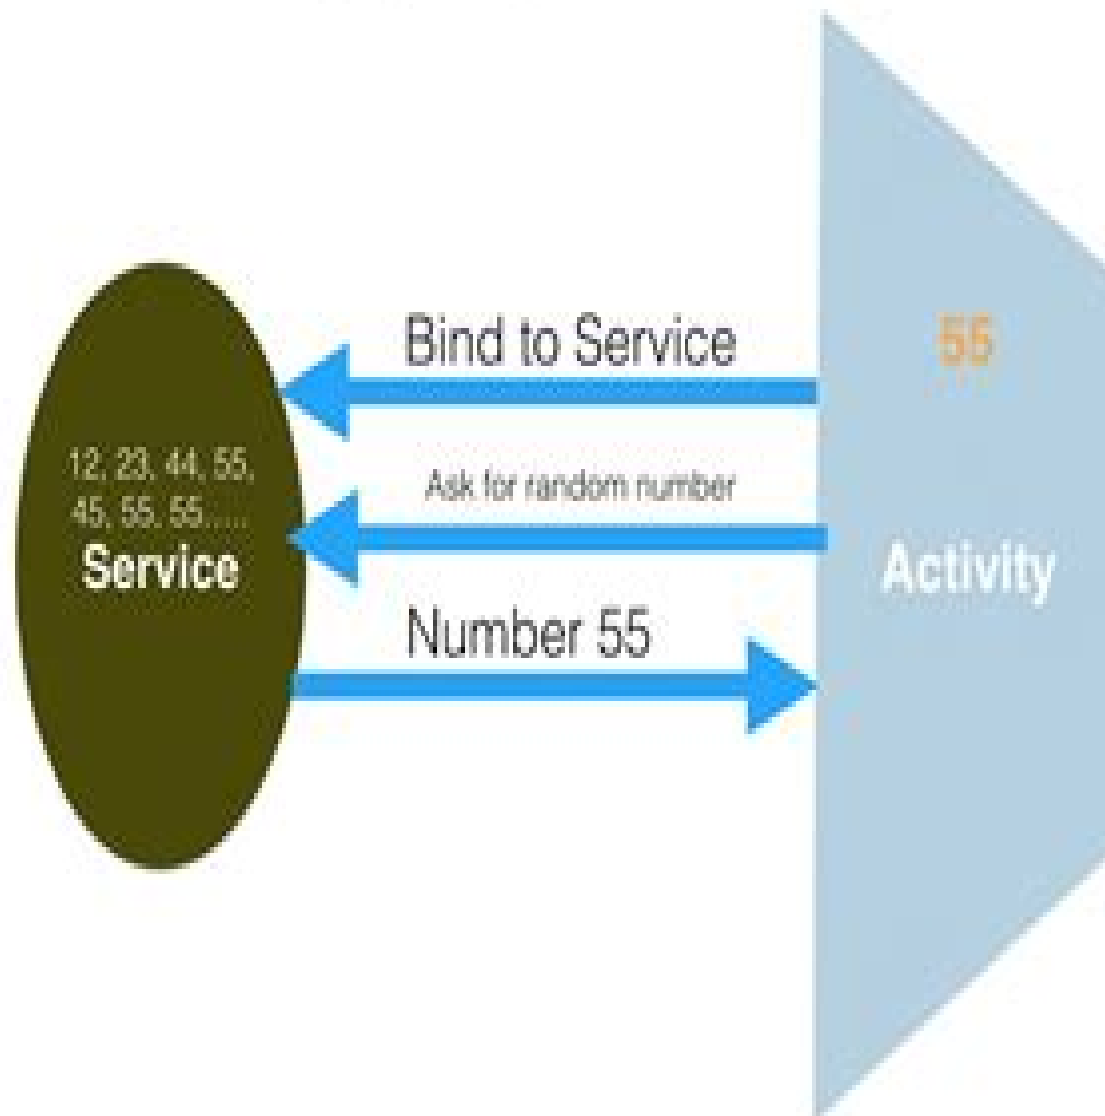 Bind to Service
55
12, 23, 44, 55,
45, 55, 55.....
Service
Ask for random number
Activity
Number 55